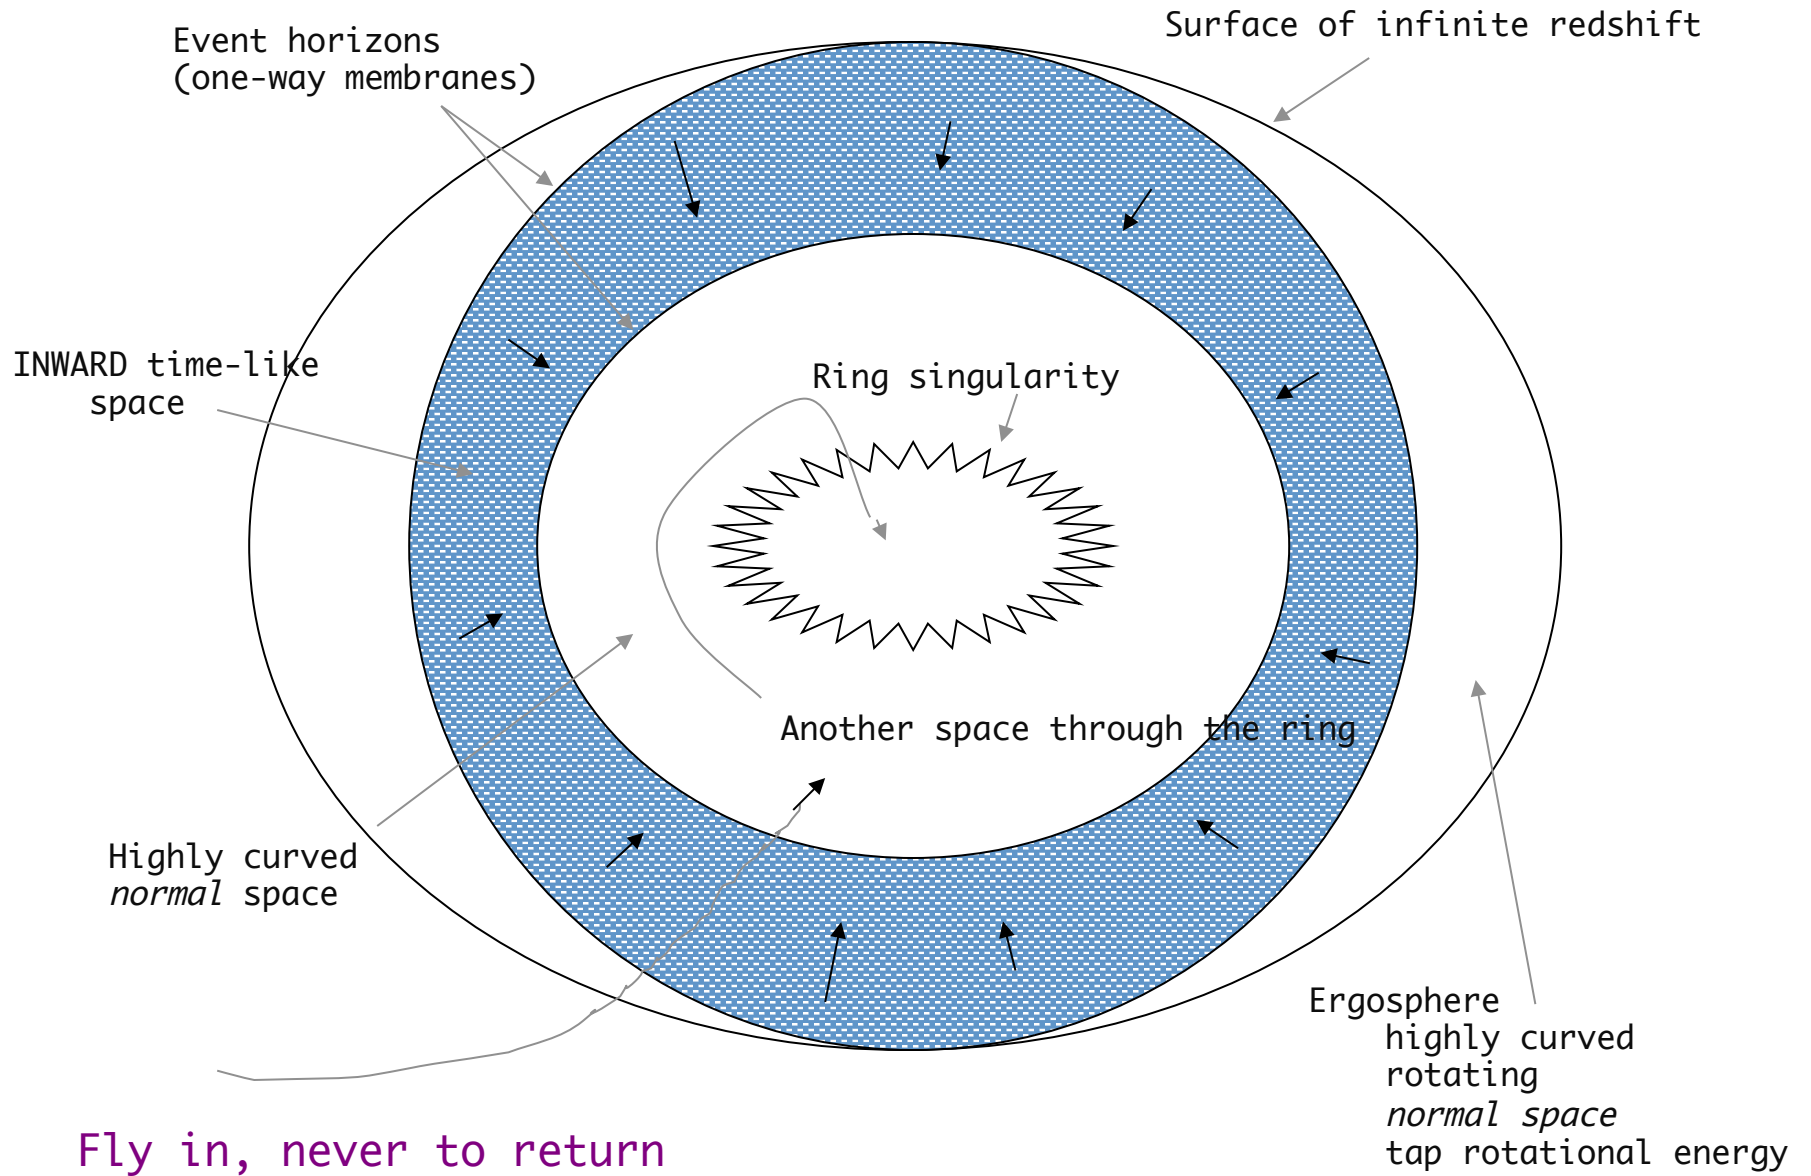 Surface of infinite redshift
Event horizons
(one-way membranes)
INWARD time-like
space
Ring singularity
Another space through the ring
Highly curved
normal space
Ergosphere
highly curved
rotating
normal space
tap rotational energy
Fly in, never to return